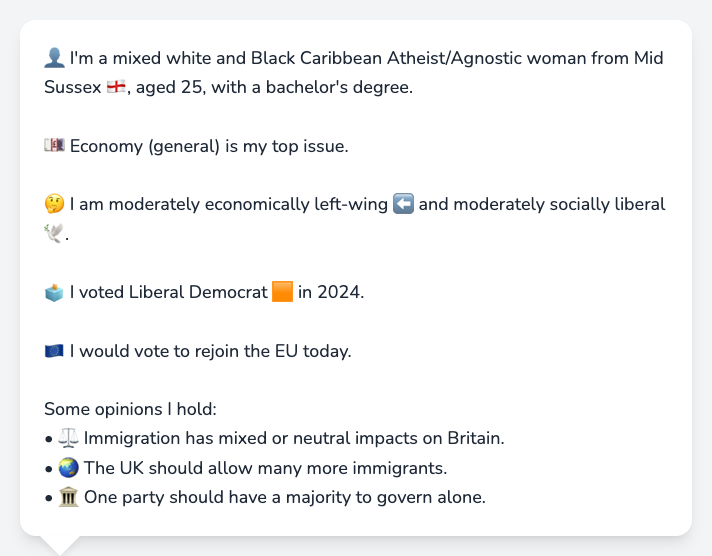 👤 I'm a mixed white and Black Caribbean Atheist/Agnostic woman from Mid
Sussex 🏴󠁧󠁢󠁥󠁮󠁧󠁿, aged 25, with a bachelor's degree.
💷 Economy (general) is my top issue.
🤔 I am moderately economically left-wing ⬅️ and moderately socially liberal
🕊️.
🗳️ I voted Liberal Democrat 🟧 in 2024.
🇪🇺 I would vote to rejoin the EU today.
Some opinions I hold:
• ⚖️ Immigration has mixed or neutral impacts on Britain.
• 🌏 The UK should allow many more immigrants.
• 🏛️ One party should have a majority to govern alone.